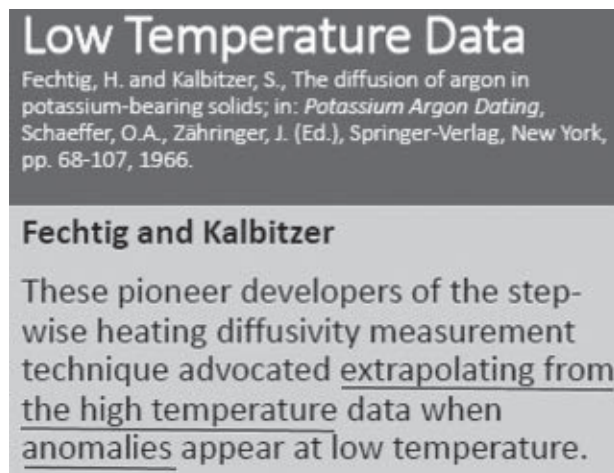 Low Temperature Data
Fechtig, H. and Kalbitzer, S., The diffusion of argon in
potassium-bearing solids; in: Potassium Argon Dating,
Schaeffer, O.A., Zähringer, J. (Ed.), Springer-Verlag, New York,
pp. 68-107, 1966.
Fechtig and Kalbitzer
These pioneer developers of the step-
wise heating diffusivity measurement
technique advocated extrapolating from
the high temperature data when
anomalies appear at low temperature.